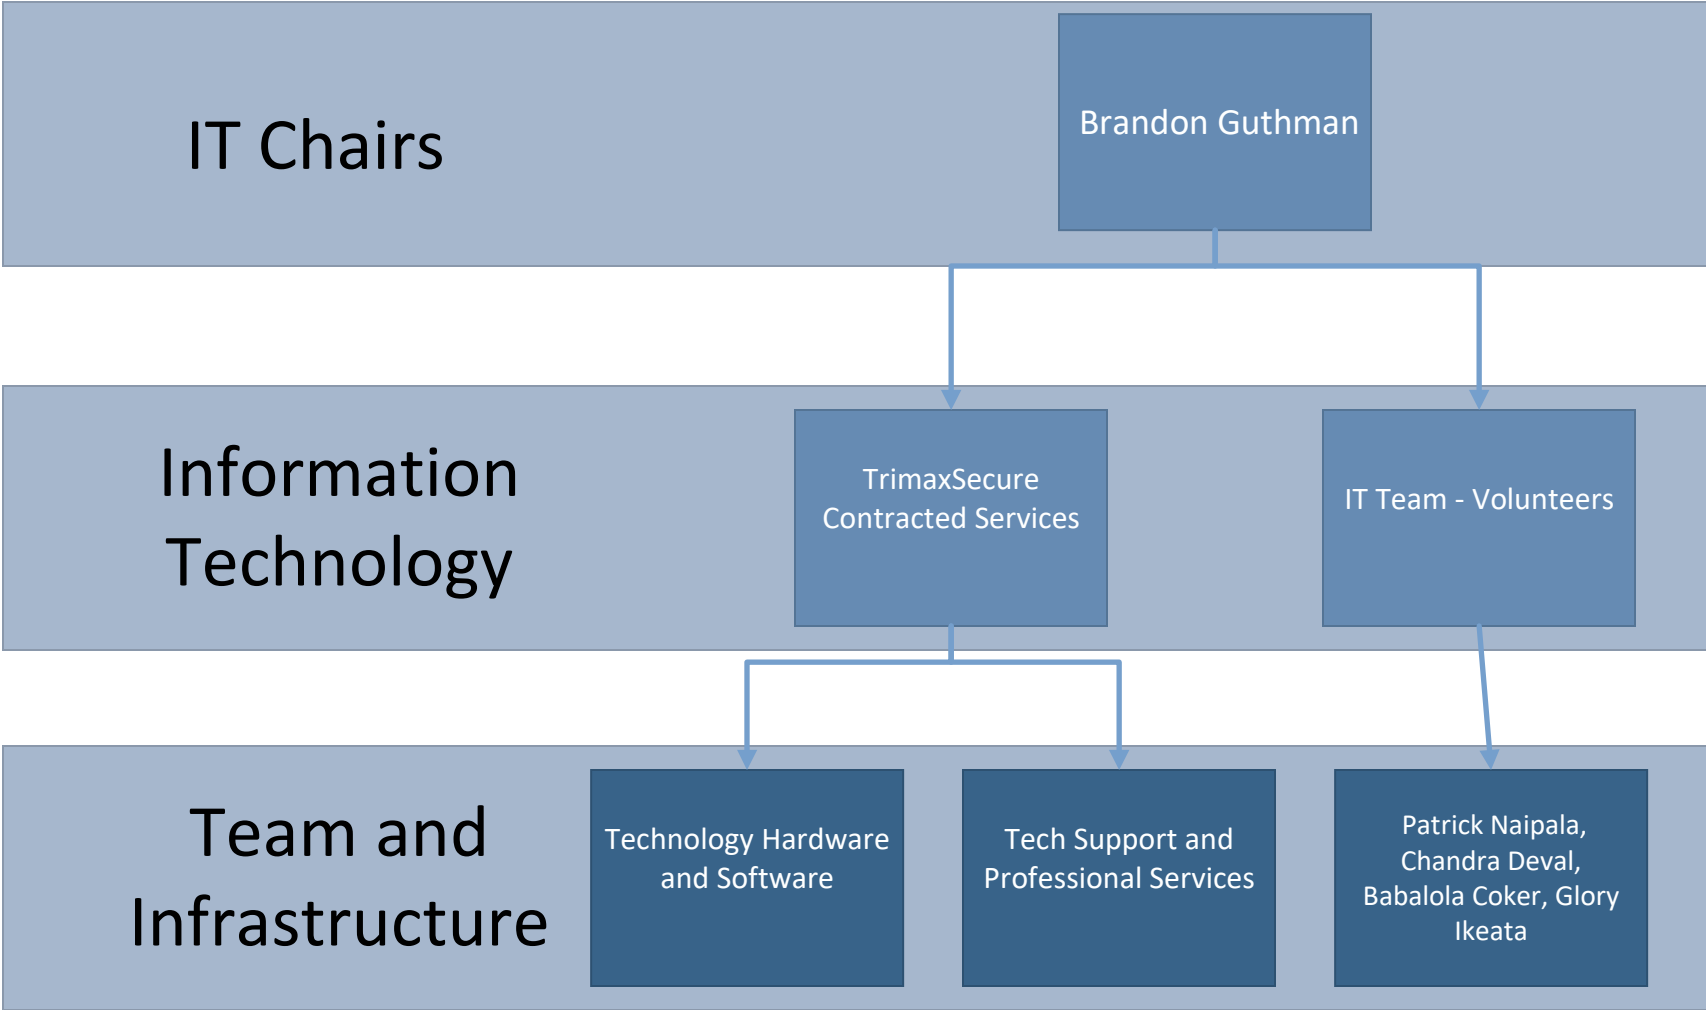 IT Chairs
Brandon Guthman
Information
Technology
TrimaxSecure
Contracted Services
IT Team - Volunteers
Team and
Infrastructure
Technology Hardware
and Software
Tech Support and
Professional Services
Patrick Naipala,
Chandra Deval,
Babalola Coker, Glory
Ikeata